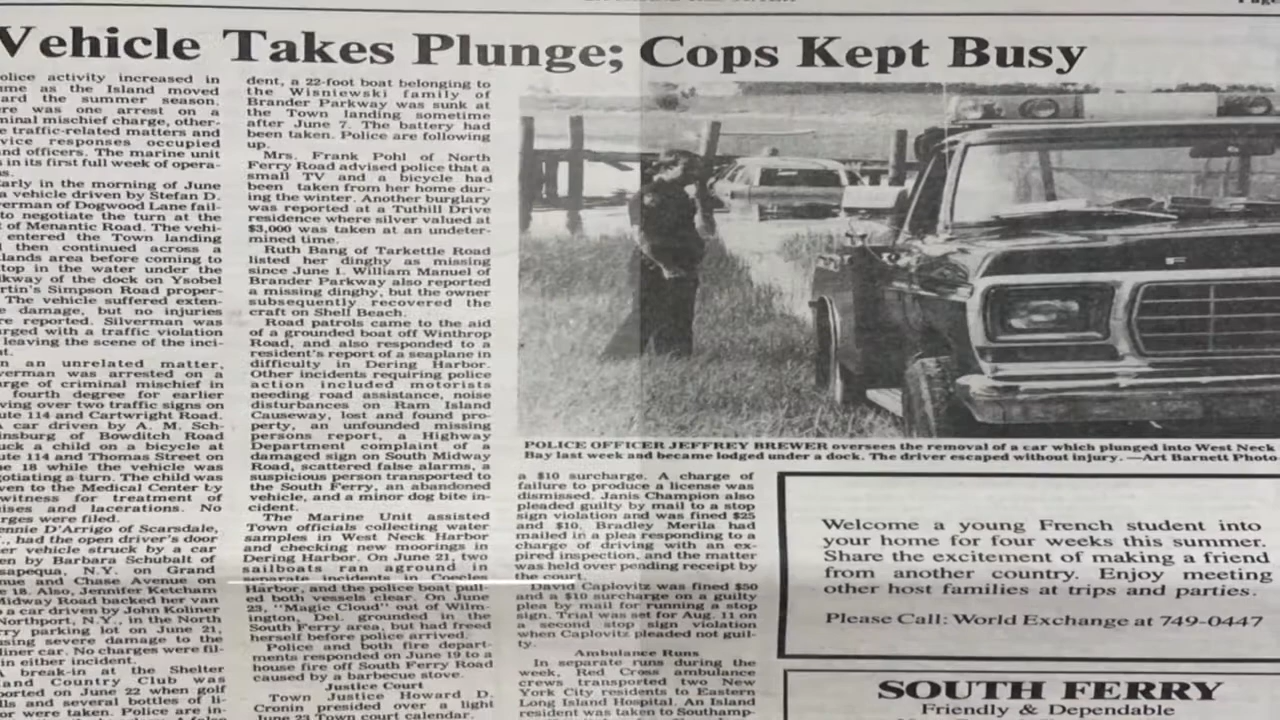 Vehicle Takes Plunge; Cops Kept Busy
olice activity increased in
me as the Island moved
ard the summer season.
re was one arrest on a
minal mischief charge, other-
e traffic-related matters and
vice responses occupied
and officers. The marine unit
s in its first full week of opera-
s.
arly in the morning of June
a vehicle driven by Stefan D.
verman of Dogwood Lane fail-
to negotiate the turn at the
t of Menantic Road. The vehi-
entered the Town landing
then continued across a
lands area before coming to
top in the water under the
kway of the dock on Ysobel
rtin's Simpson Road proper-
The vehicle suffered exten-
e damage, but no injuries
re reported. Silverman was
rged with a traffic violation
leaving the scene of the inci-
t.
n an unrelated matter,
verman was arrested on a
arge of criminal mischief in
fourth degree for earlier
ving over two traffic signs on
ute 114 and Cartwright Road.
car driven by A. M. Sch-
insburg of Bowditch Road
ck a child on a bicycle at
ute 114 and Thomas Street on
e 18 while the vehicle was
gotiating a turn. The child was
ven to the Medical Center by
witness for treatment of
ises and lacerations. No
rges were filed.
ennie D'Arrigo of Scarsdale,
., had the open driver's door
er vehicle struck by a car
en by Barbara Schubalt of
sapequa, N.Y. on Grand
nue and Chase Avenue on
e 18. Also, Jennifer Ketcham
Midway Road backed her van
o a car driven by John Koliner
Northport, N.Y., in the North
rry parking lot on June 21,
sing severe damage to the
liner car. No charges were fil-
in either incident.
break-in at the Shelter
and Country Club was
ported on June 22 when golf
lls and several bottles of li-
or were taken. Police are in-
dent, a 22-foot boat belonging to
the Wisniewski family of
Brander Parkway was sunk at
the Town landing sometime
after June 7. The battery had
been taken. Police are following
up.
Mrs. Frank Pohl of North
Ferry Road advised police that a
small TV and a bicycle had
been taken from her home dur-
ing the winter. Another burglary
was reported at a Tuthill Drive
residence where silver valued at
$3,000 was taken at an undeter-
mined time.
Ruth Bang of Tarkettle Road
listed her dinghy as missing
since June 1. William Manuel of
Brander Parkway also reported
a missing dinghy, but the owner
subsequently recovered the
craft on Shell Beach.
Road patrols came to the aid
of a grounded boat off Winthrop
Road, and also responded to a
resident's report of a seaplane in
difficulty in Dering Harbor.
Other incidents requiring police
action included motorists
needing road assistance, noise
disturbances on Ram Island
Causeway, lost and found pro-
perty, an unfounded missing
persons report, a Highway
Department complaint of a
damaged sign on South Midway
Road, scattered false alarms, a
suspicious person transported to
the South Ferry, an abandoned
vehicle, and a minor dog bite in-
cident.
The Marine Unit assisted
Town officials collecting water
samples in West Neck Harbor
and checking new moorings in
Dering Harbor. On June 21, two
sailboats ran aground in
separate incidents in Coecles
Harbor, and the police boat pull-
ed both vessels clear. On June
23, "Magic Cloud" out of Wilm-
ington, Del. grounded in the
South Ferry area, but had freed
herself before police arrived.
Police and both fire depart-
ments responded on June 19 to a
house fire off South Ferry Road
caused by a barbecue stove.
Justice Court
Town Justice Howard D.
Cronin presided over a light
June 23 Town court calendar.
POLICE OFFICER JEFFREY BREWER oversees the removal of a car which plunged into West Neck
Bay last week and became lodged under a dock. The driver escaped without injury. —Art Barnett Photo
a $10 surcharge. A charge of
failure to produce a license was
dismissed. Janis Champion also
pleaded guilty by mail to a stop
sign violation and was fined $25
and $10. Bradley Merila had
mailed in a plea responding to a
charge of driving with an ex-
pired inspection, and the matter
was held over pending receipt by
the court.
David Caplovitz was fined $50
and a $10 surcharge on a guilty
plea by mail for running a stop
sign. Trial was set for Aug. 11 on
a second stop sign violation
when Caplovitz pleaded not guil-
ty.
Ambulance Runs
In separate runs during the
week, Red Cross ambulance
crews transported two New
York City residents to Eastern
Long Island Hospital. An Island
resident was taken to Southamp-
Welcome a young French student into
your home for four weeks this summer.
Share the excitement of making a friend
from another country. Enjoy meeting
other host families at trips and parties.
Please Call: World Exchange at 749-0447
SOUTH FERRY
Friendly & Dependable